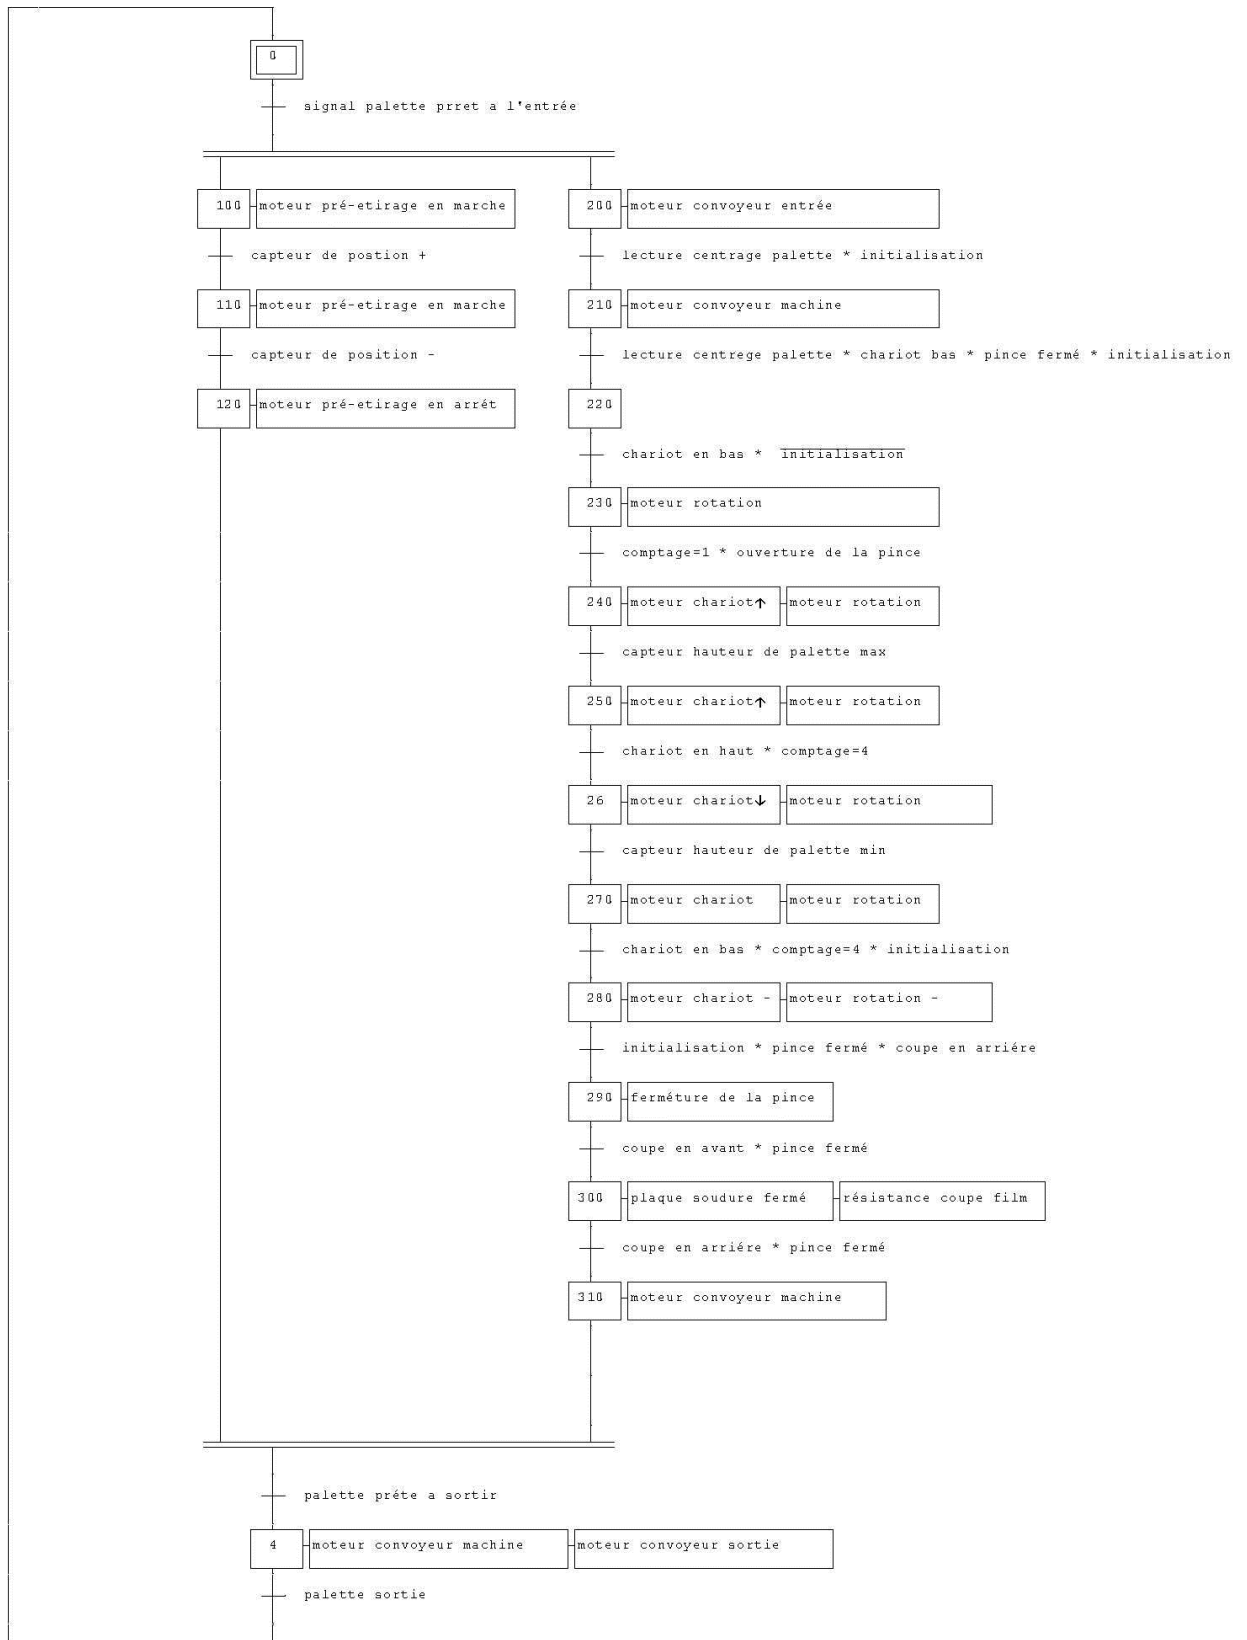 0
signal palette prret a l'entrée
100 moteur pré-etirage en marche
200 moteur convoyeur entrée
capteur de postion +
lecture centrage palette * initialisation
110 moteur pré-etirage en marche
210 moteur convoyeur machine
capteur de position -
lecture centrege palette * chariot bas * pince fermé * initialisation
120 moteur pré-etirage en arrét
220
chariot en bas * initialisation
230 moteur rotation
comptage=1 * ouverture de la pince
240 moteur chariot↑ moteur rotation
capteur hauteur de palette max
250 moteur chariot↑ moteur rotation
chariot en haut * comptage=4
26 moteur chariot↓ moteur rotation
capteur hauteur de palette min
270 moteur chariot moteur rotation
chariot en bas * comptage=4 * initialisation
280 moteur chariot - moteur rotation -
initialisation * pince fermé * coupe en arriére
290 ferméture de la pince
coupe en avant * pince fermé
300 plaque soudure fermé résistance coupe film
coupe en arriére * pince fermé
310 moteur convoyeur machine
palette préte a sortir
4 moteur convoyeur machine moteur convoyeur sortie
palette sortie